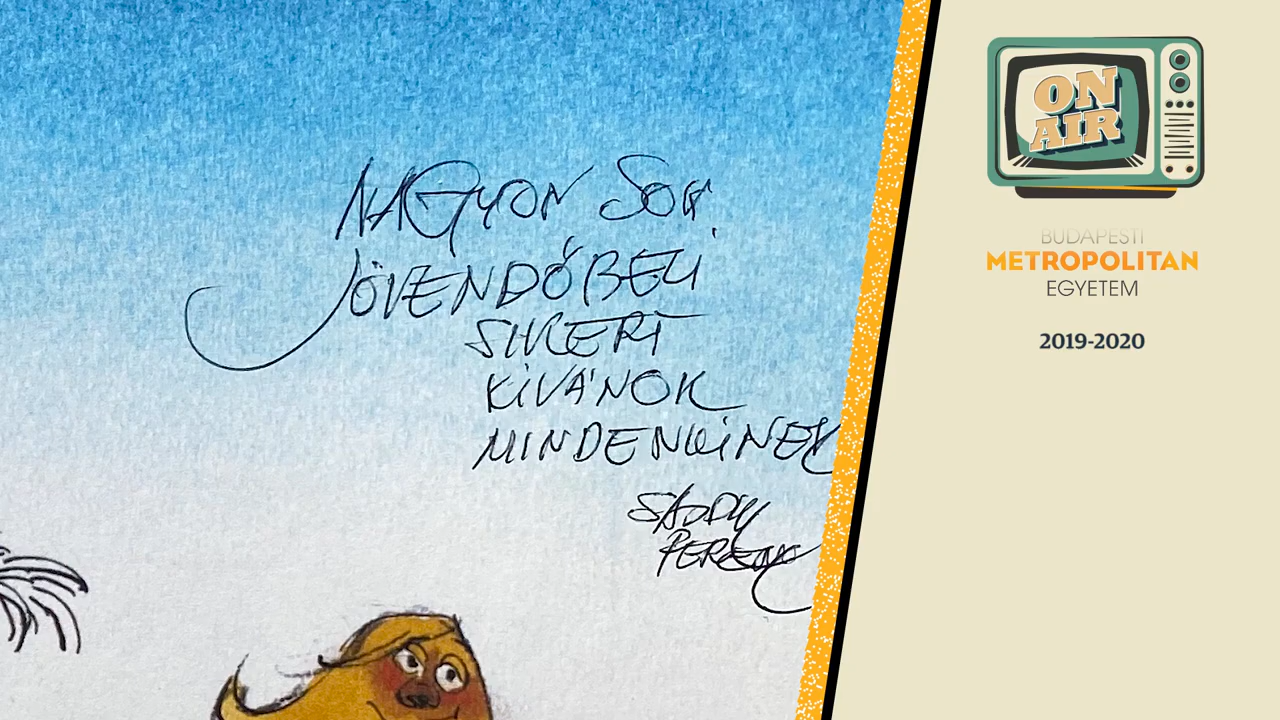 NAGYON SOK
JÖVENDŐBELI
SIKERT
KÍVÁNOK
MINDENKINEK
ON
AIR
BUDAPESTI
METROPOLITAN
EGYETEM
2019-2020